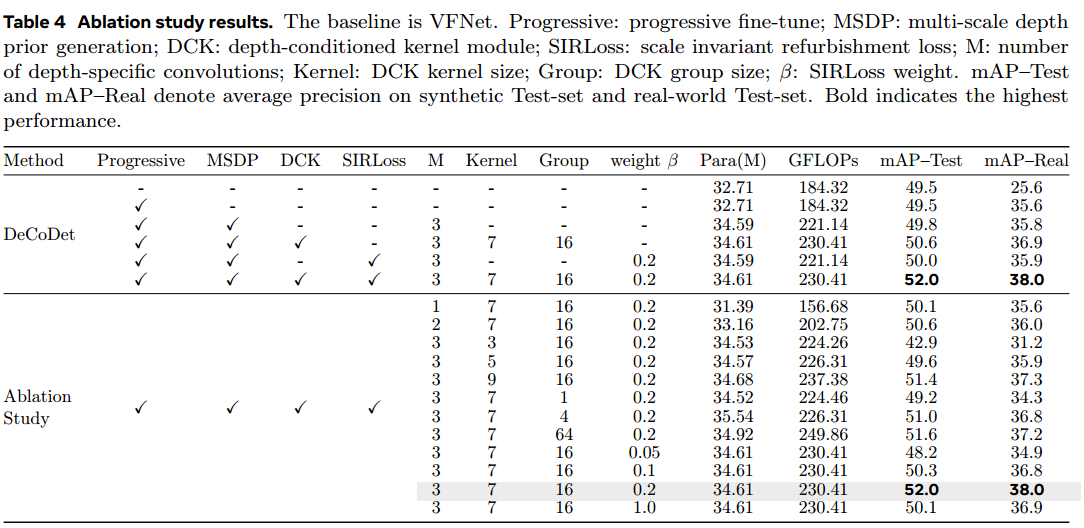 Table 4 Ablation study results. The baseline is VFNet. Progressive: progressive fine-tune; MSDP: multi-scale depth
prior generation; DCK: depth-conditioned kernel module; SIRLoss: scale invariant refurbishment loss; M: number
of depth-specific convolutions; Kernel: DCK kernel size; Group: DCK group size; β: SIRLoss weight. mAP–Test
and mAP–Real denote average precision on synthetic Test-set and real-world Test-set. Bold indicates the highest
performance.
Method Progressive MSDP DCK SIRLoss M Kernel Group weight β Para(M) GFLOPs mAP–Test mAP–Real
- - - - - - - - 32.71 184.32 49.5 25.6
✓ - - - - - - - 32.71 184.32 49.5 35.6
✓ ✓ - - 3 - - - 34.59 221.14 49.8 35.8
DeCoDet
✓ ✓ ✓ - 3 7 16 - 34.61 230.41 50.6 36.9
✓ ✓ - ✓ 3 - - 0.2 34.59 221.14 50.0 35.9
✓ ✓ ✓ ✓ 3 7 16 0.2 34.61 230.41 52.0 38.0
1 7 16 0.2 31.39 156.68 50.1 35.6
2 7 16 0.2 33.16 202.75 50.6 36.0
3 3 16 0.2 34.53 224.26 42.9 31.2
3 5 16 0.2 34.57 226.31 49.6 35.9
3 9 16 0.2 34.68 237.38 51.4 37.3
Ablation
Study
✓ ✓ ✓ ✓
3 7 1 0.2 34.52 224.46 49.2 34.3
3 7 4 0.2 35.54 226.31 51.0 36.8
3 7 64 0.2 34.92 249.86 51.6 37.2
3 7 16 0.05 34.61 230.41 48.2 34.9
3 7 16 0.1 34.61 230.41 50.3 36.8
3 7 16 0.2 34.61 230.41 52.0 38.0
3 7 16 1.0 34.61 230.41 50.1 36.9